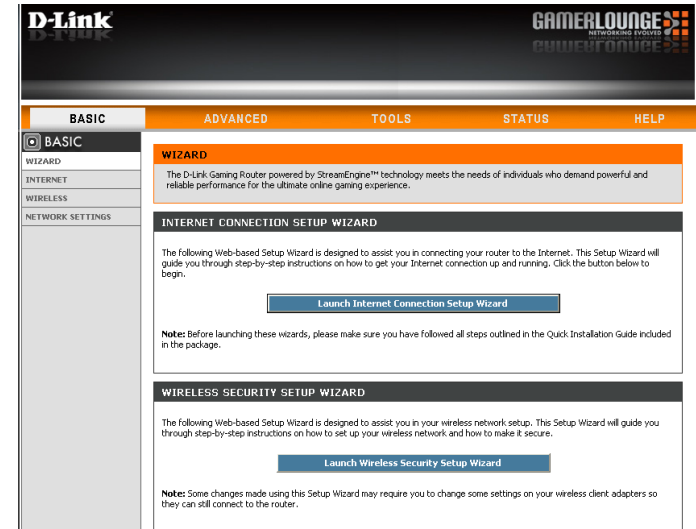 D-Link
GAMERLOUNGE
NETWORKING EVOLVED
BASIC
ADVANCED
TOOLS
STATUS
HELP
BASIC
WIZARD
INTERNET
WIRELESS
NETWORK SETTINGS
WIZARD
The D-Link Gaming Router powered by StreamEngine™ technology meets the needs of individuals who demand powerful and
reliable performance for the ultimate online gaming experience.
INTERNET CONNECTION SETUP WIZARD
The following Web-based Setup Wizard is designed to assist you in connecting your router to the Internet. This Setup Wizard will
guide you through step-by-step instructions on how to get your Internet connection up and running. Click the button below to
begin.
Launch Internet Connection Setup Wizard
Note: Before launching these wizards, please make sure you have followed all steps outlined in the Quick Installation Guide included
in the package.
WIRELESS SECURITY SETUP WIZARD
The following Web-based Setup Wizard is designed to assist you in your wireless network setup. This Setup Wizard will guide you
through step-by-step instructions on how to set up your wireless network and how to make it secure.
Launch Wireless Security Setup Wizard
Note: Some changes made using this Setup Wizard may require you to change some settings on your wireless client adapters so
they can still connect to the router.